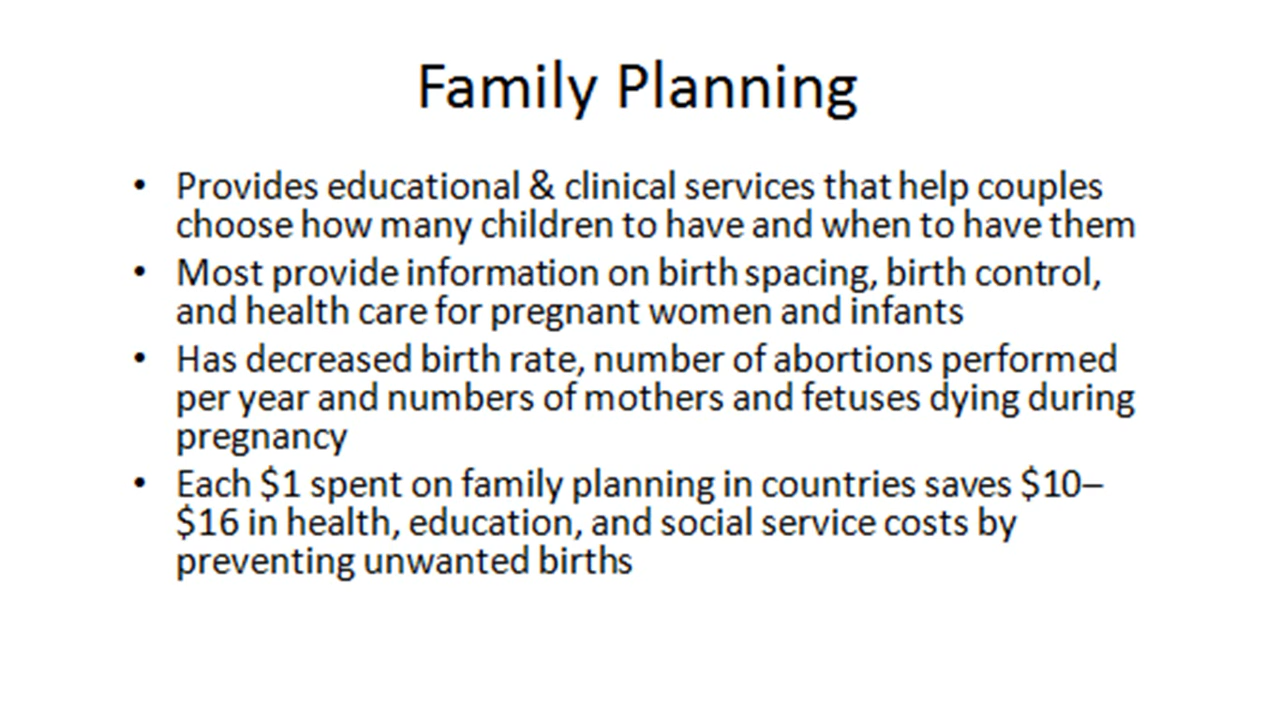 Family Planning
• Provides educational & clinical services that help couples
choose how many children to have and when to have them
• Most provide information on birth spacing, birth control,
and health care for pregnant women and infants
• Has decreased birth rate, number of abortions performed
per year and numbers of mothers and fetuses dying during
pregnancy
• Each $1 spent on family planning in countries saves $10–
$16 in health, education, and social service costs by
preventing unwanted births